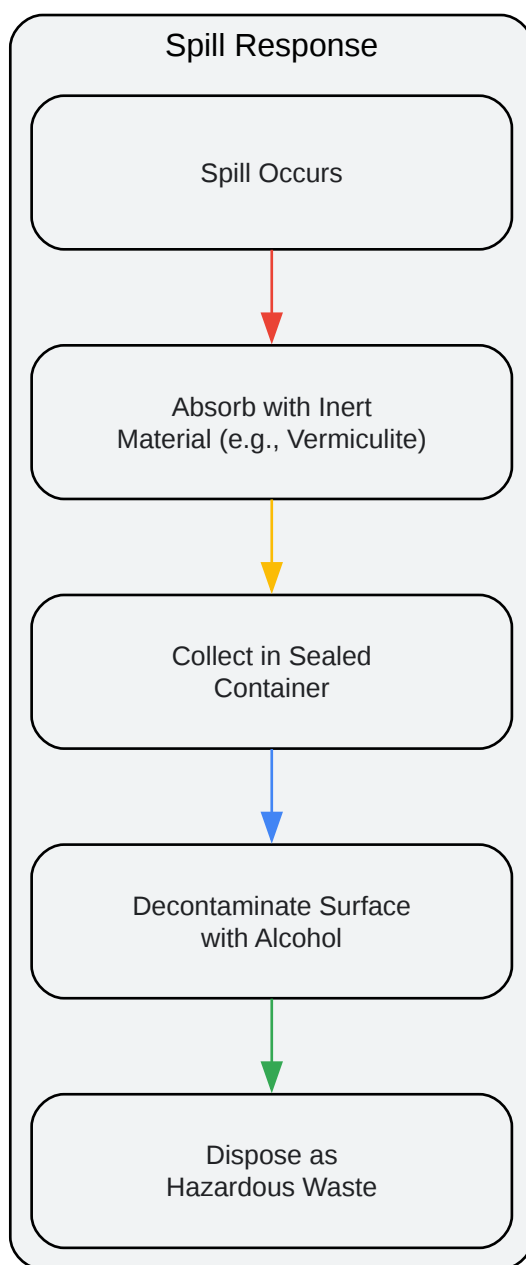 Spill Response
Spill Occurs
Absorb with Inert
Material (e.g., Vermiculite)
Collect in Sealed
Container
Decontaminate Surface
with Alcohol
Dispose as
Hazardous Waste